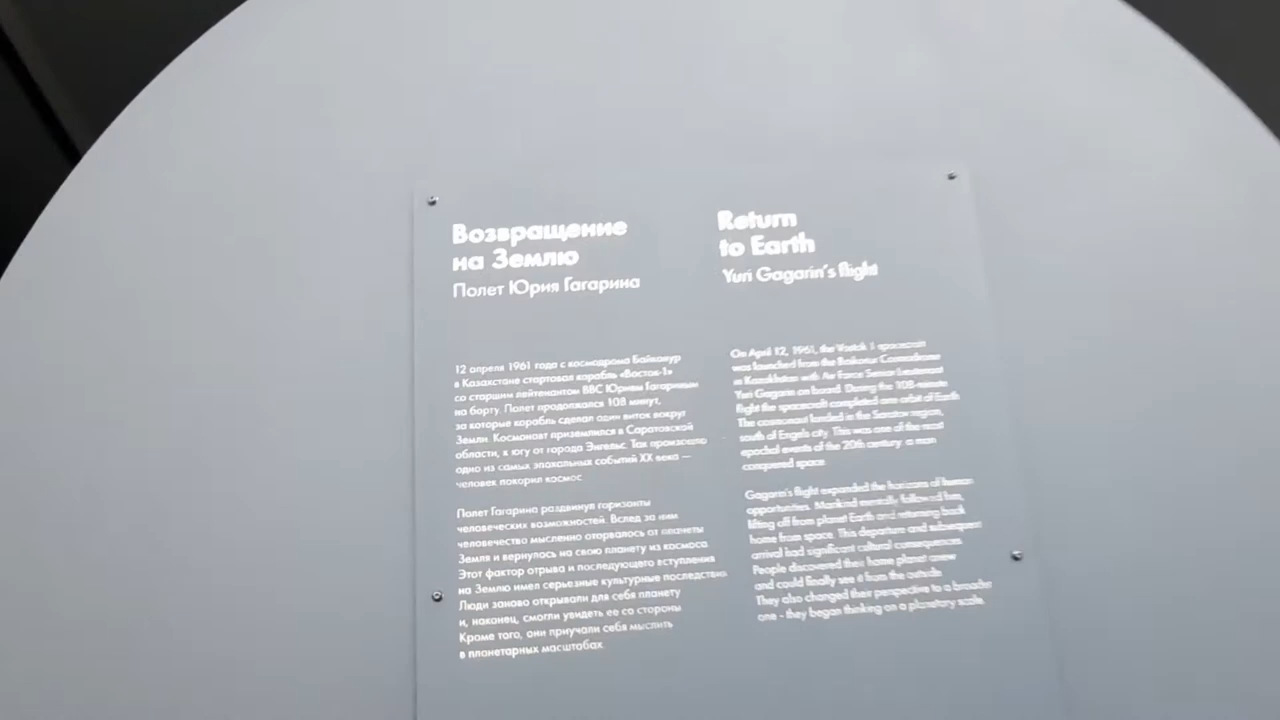 Возвращение
на Землю
Полет Юрия Гагарина
12 апреля 1961 года с космодрома Байконур
в Казахстане стартовал корабль «Восток-1»
со старшим лейтенантом ВВС Юрием Гагариным
на борту. Полет продолжался 108 минут,
за которые корабль сделал один виток вокруг
Земли. Космонавт приземлился в Саратовской
области, к югу от города Энгельс. Так произошло
одно из самых эпохальных событий XX века —
человек покорил космос.
Полет Гагарина раздвинул горизонты
человеческих возможностей. Вслед за ним
человечество мысленно оторвалось от планеты
Земля и вернулось на свою планету из космоса.
Этот фактор отрыва и последующего вступления
на Землю имел серьезные культурные последствия.
Люди заново открывали для себя планету
и, наконец, смогли увидеть ее со стороны.
Кроме того, они приучали себя мыслить
в планетарных масштабах.
Return
to Earth
Yuri Gagarin's flight
On April 12, 1961, the Vostok 1 spacecraft
was launched from the Baikonur Cosmodrome
in Kazakhstan with Air Force Senior Lieutenant
Yuri Gagarin on board. During the 108-minute
flight the spacecraft completed one orbit of Earth.
The cosmonaut landed in the Saratov region,
south of Engels city. This was one of the most
epochal events of the 20th century: a man
conquered space.
Gagarin's flight expanded the horizons of human
opportunities. Mankind mentally followed him,
lifting off from planet Earth and returning back
home from space. This departure and subsequent
arrival had significant cultural consequences.
People discovered their home planet anew
and could finally see it from the outside.
They also changed their perspective to a broader
one - they began thinking on a planetary scale.